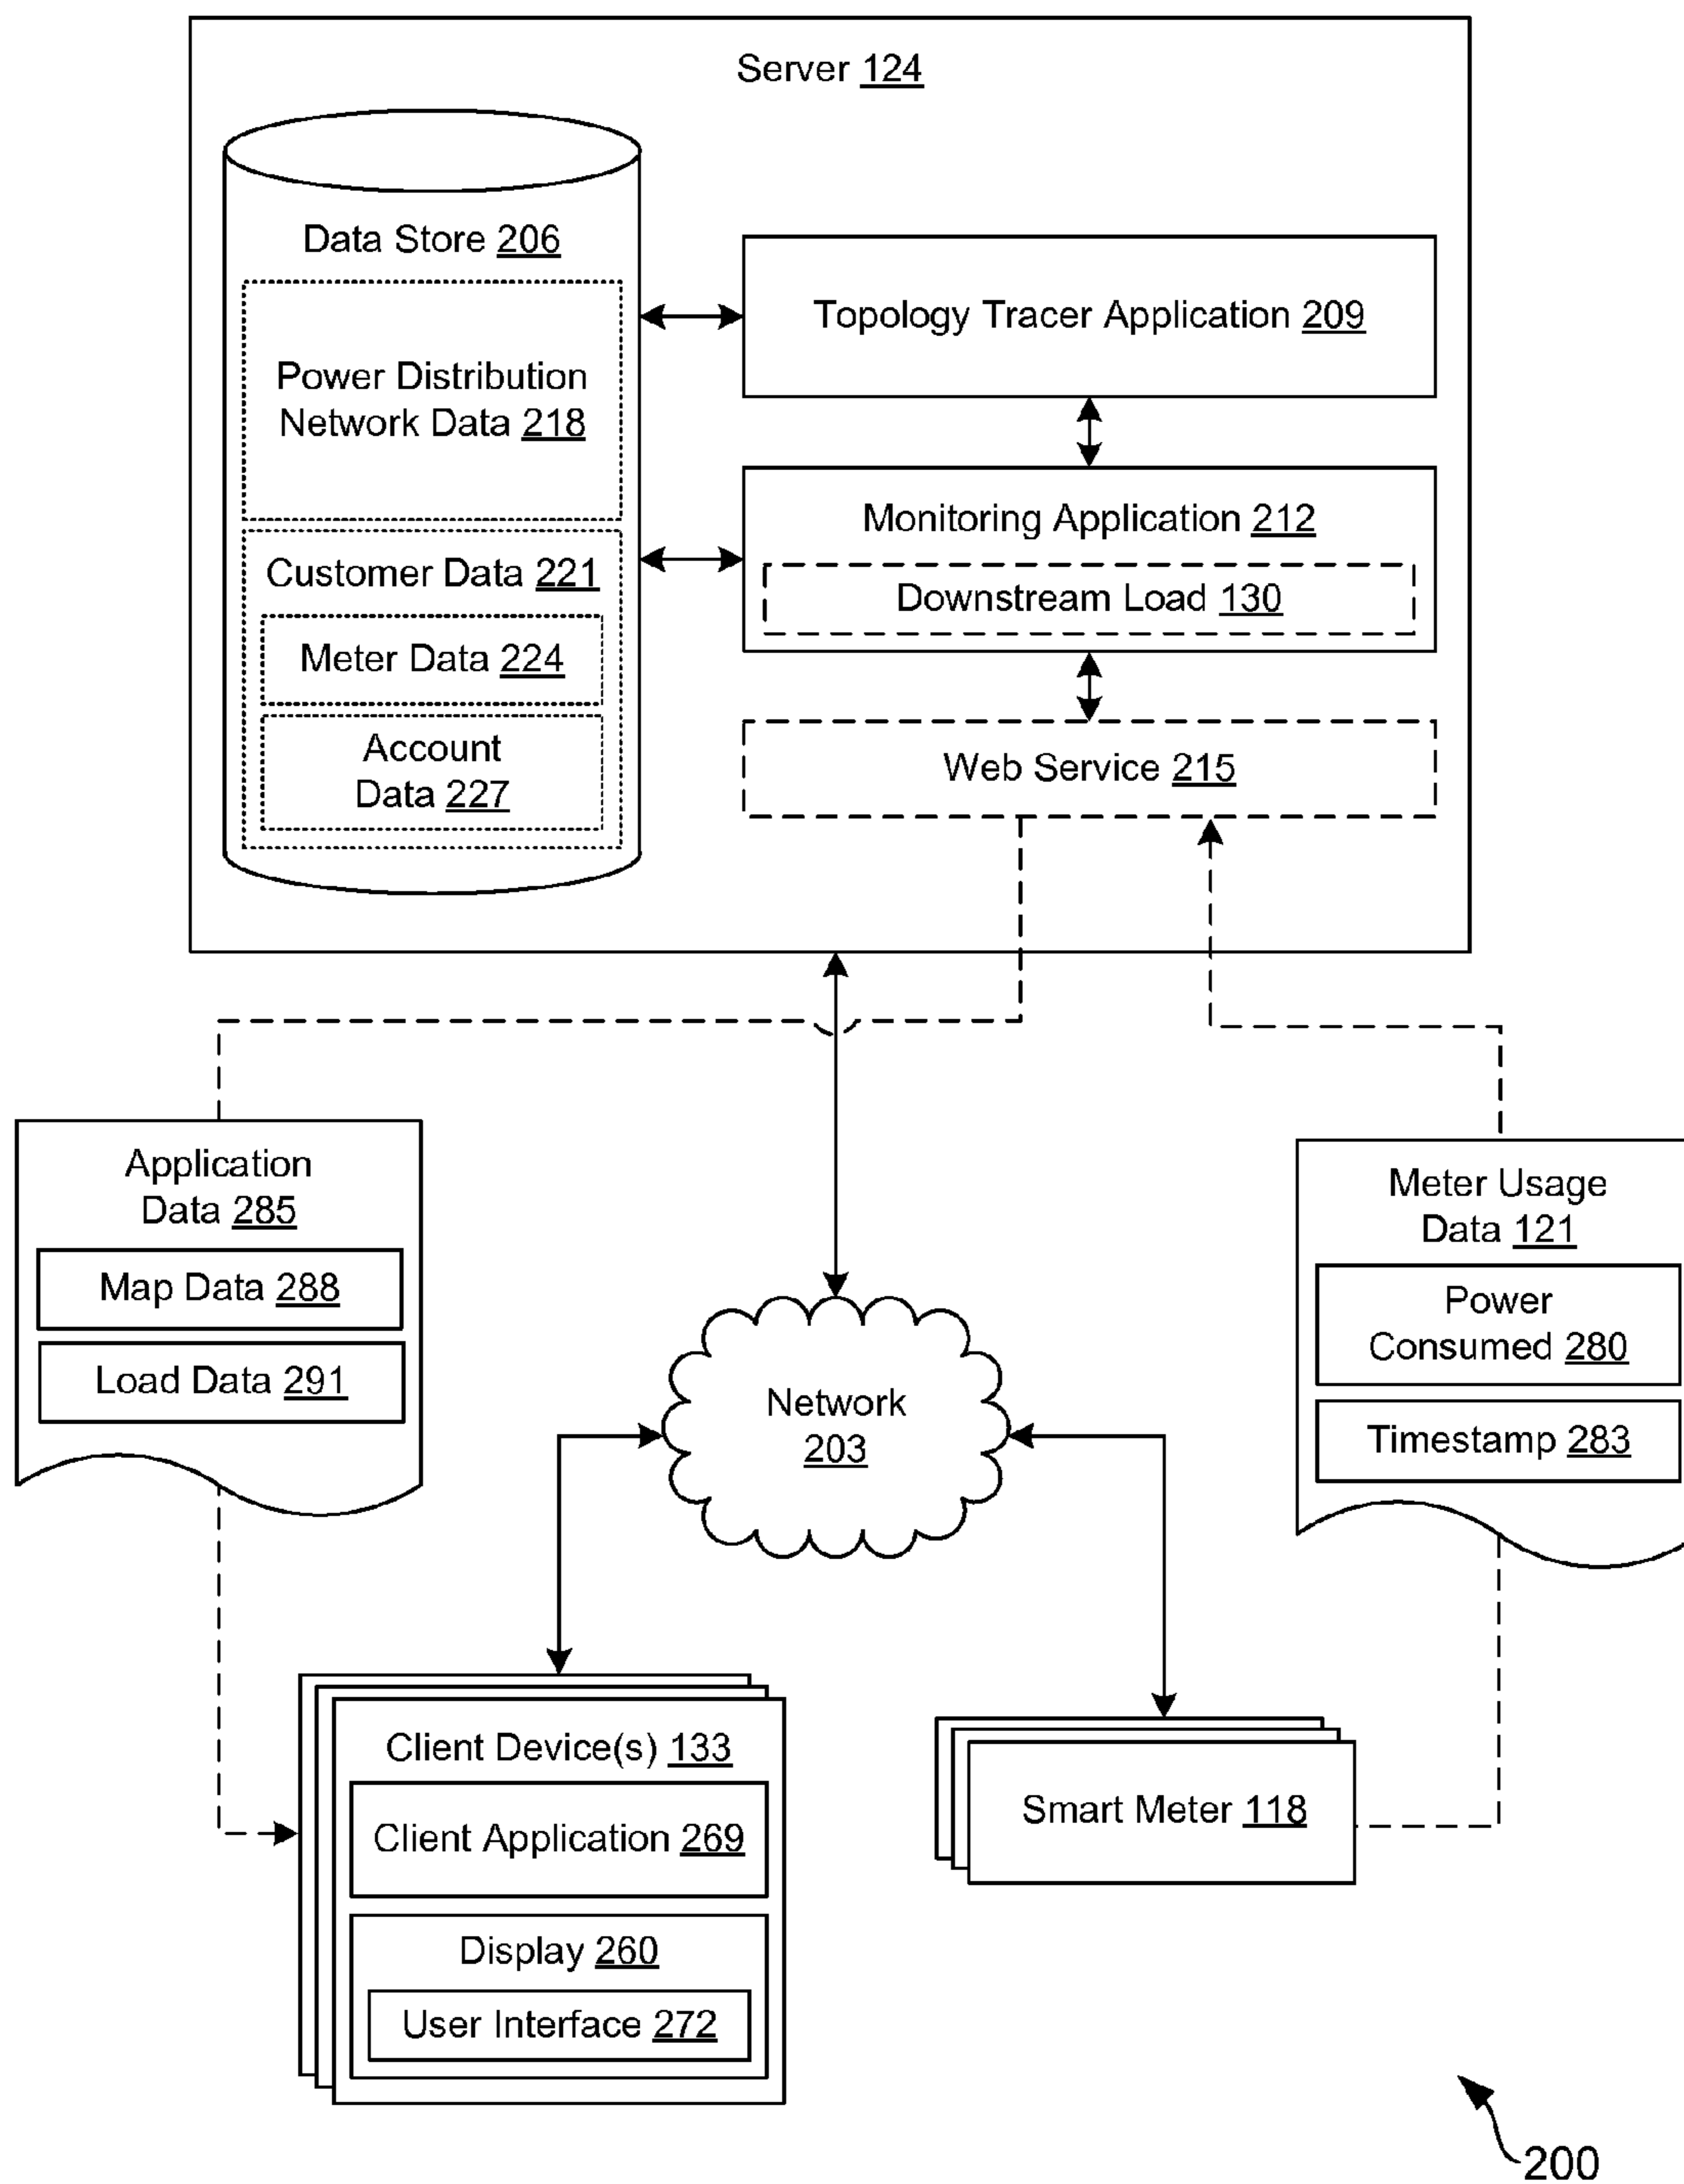 Server 124
Data Store 206
Power Distribution
Network Data 218
Customer Data 221
Meter Data 224
Account
Data 227
Topology Tracer Application 209
Monitoring Application 212
Downstream Load 130
Web Service 215
Application
Data 285
Map Data 288
Load Data 291
Network
203
Meter Usage
Data 121
Power
Consumed 280
Timestamp 283
Client Device(s) 133
Client Application 269
Display 260
User Interface 272
Smart Meter 118
200